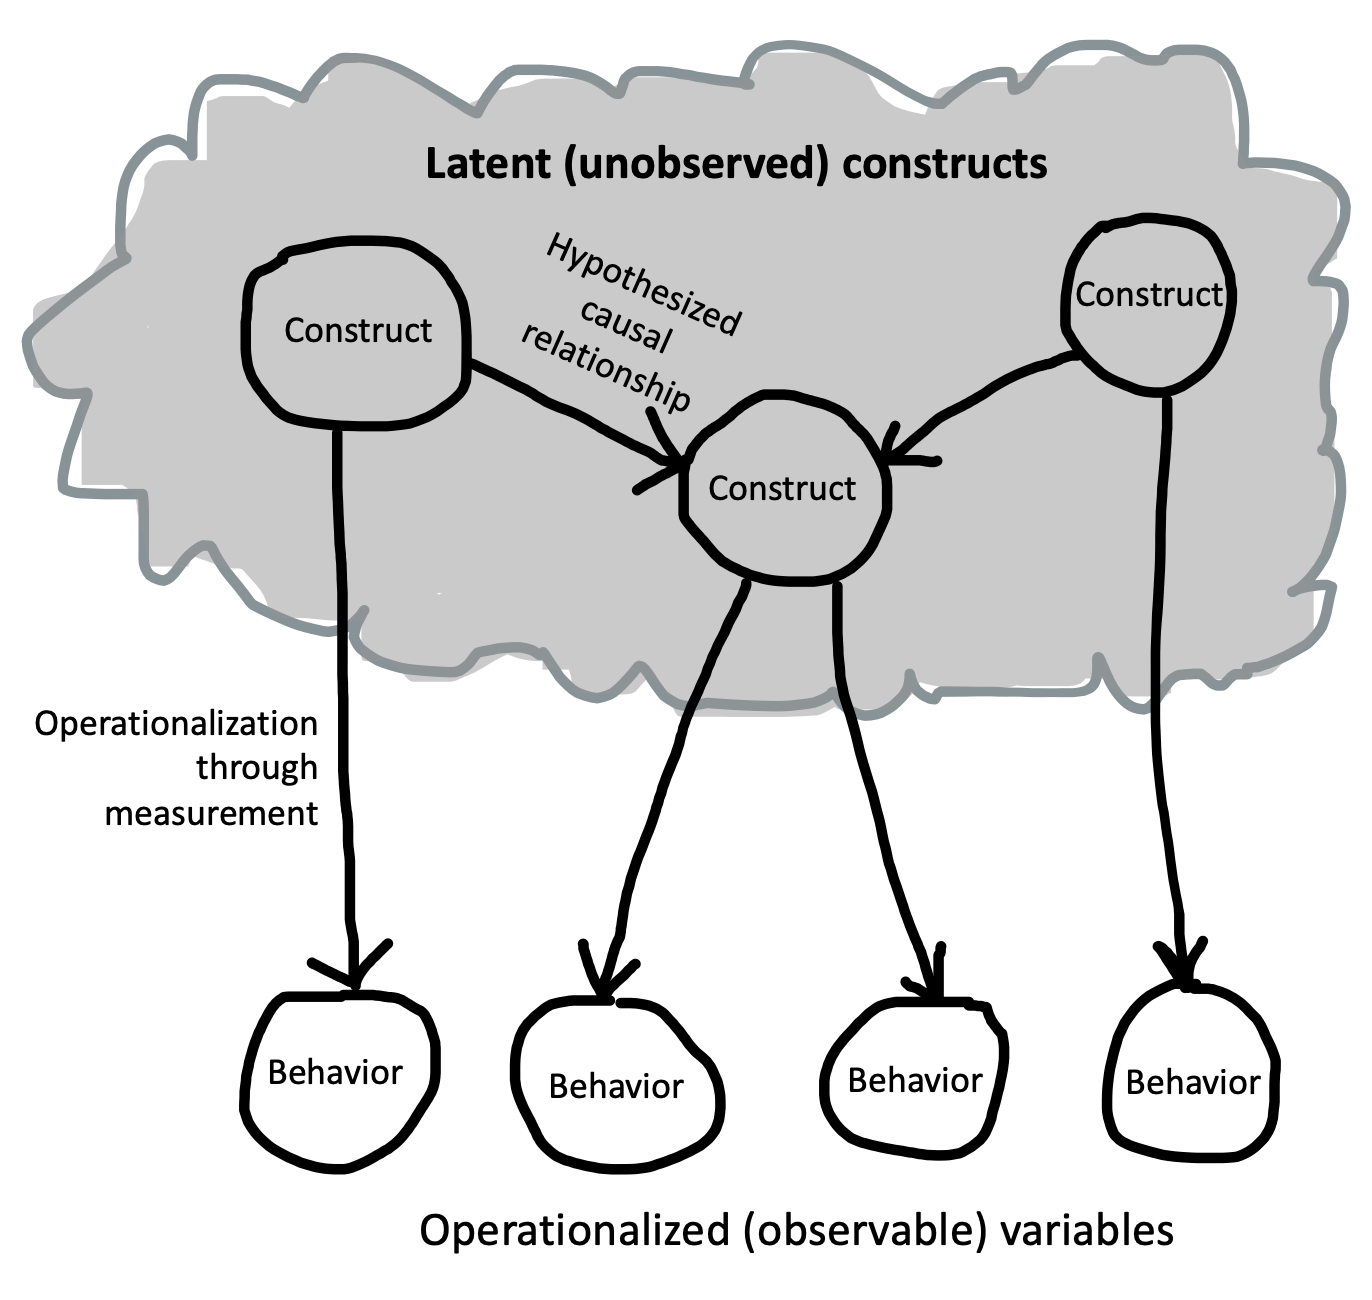 Latent (unobserved) constructs
Hypothesized
causal
relationship
Construct
Construct
Construct
Operationalization
through
measurement
Behavior
Behavior
Behavior
Behavior
Operationalized (observable) variables